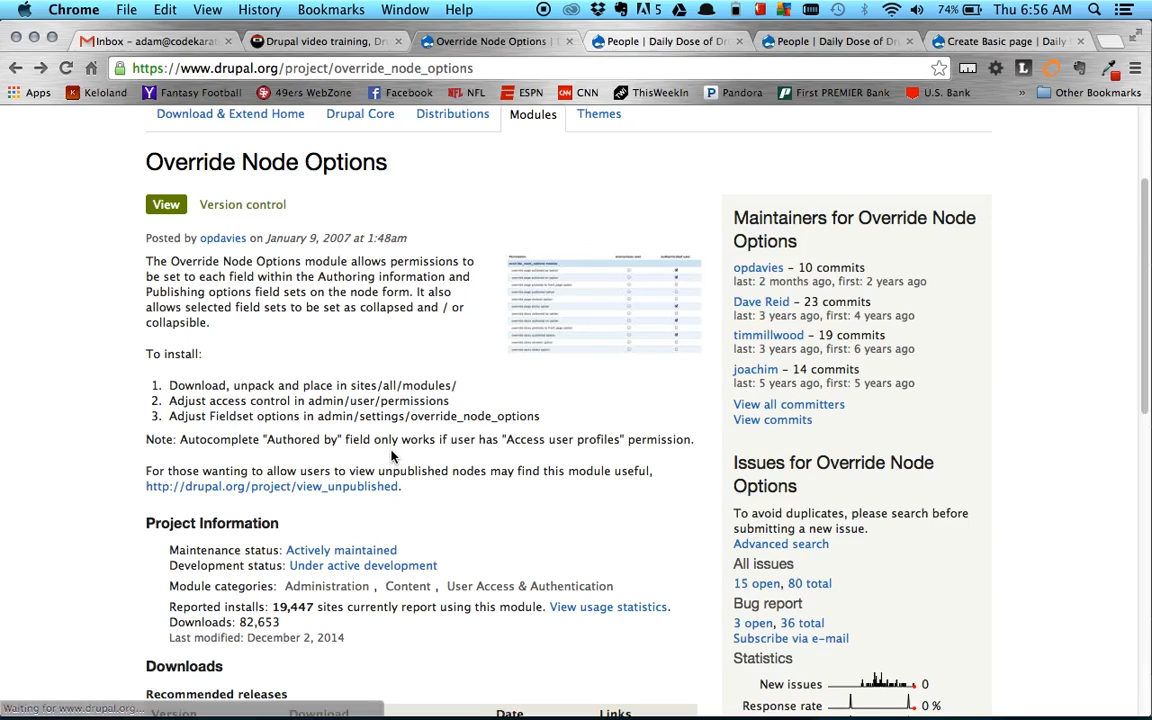 Chrome File Edit View History Bookmarks Window Help 5 74% Thu 6:56 AM
Inbox - adam@codekarat × Drupal video training, Dr × Override Node Options | × People | Daily Dose of Dr × People | Daily Dose of Dr × Create Basic page | Daily ×
https://www.drupal.org/project/override_node_options
Apps Keloland Fantasy Football 49ers WebZone Facebook NFL ESPN CNN ThisWeekIn Pandora First PREMIER Bank U.S. Bank » Other Bookmarks
Download & Extend Home Drupal Core Distributions Modules Themes
Override Node Options
View Version control
Posted by opdavies on January 9, 2007 at 1:48am
The Override Node Options module allows permissions to
be set to each field within the Authoring information and
Publishing options field sets on the node form. It also
allows selected field sets to be set as collapsed and / or
collapsible.
To install:
1. Download, unpack and place in sites/all/modules/
2. Adjust access control in admin/user/permissions
3. Adjust Fieldset options in admin/settings/override_node_options
Note: Autocomplete "Authored by" field only works if user has "Access user profiles" permission.
For those wanting to allow users to view unpublished nodes may find this module useful,
http://drupal.org/project/view_unpublished.
Project Information
Maintenance status: Actively maintained
Development status: Under active development
Module categories: Administration , Content , User Access & Authentication
Reported installs: 19,447 sites currently report using this module. View usage statistics.
Downloads: 82,653
Last modified: December 2, 2014
Downloads
Recommended releases
Version Download Date Links
Maintainers for Override Node
Options
opdavies – 10 commits
last: 2 months ago, first: 2 years ago
Dave Reid – 23 commits
last: 3 years ago, first: 4 years ago
timmillwood – 19 commits
last: 3 years ago, first: 6 years ago
joachim – 14 commits
last: 5 years ago, first: 5 years ago
View all committers
View commits
Issues for Override Node
Options
To avoid duplicates, please search before
submitting a new issue.
Advanced search
All issues
15 open, 80 total
Bug report
3 open, 36 total
Subscribe via e-mail
Statistics
New issues 0
Response rate 0 %
Waiting for www.drupal.org...